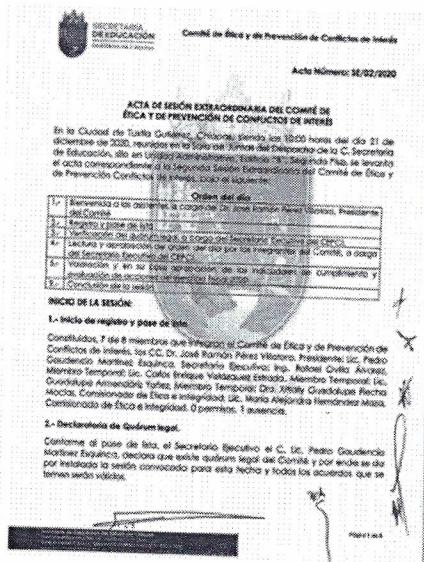 SECRETARÍA
DE EDUCACIÓN
Comité de Ética y de Prevención de Conflictos de Interés
Acta Número: SE/02/2020
ACTA DE SESIÓN EXTRAORDINARIA DEL COMITÉ DE
ÉTICA Y DE PREVENCIÓN DE CONFLICTOS DE INTERÉS
En la Ciudad de Tuxtla Gutiérrez, Chiapas, siendo las 10:00 horas del día 21 de
diciembre de 2020, reunidos en la Sala de Juntas del Despacho de la C. Secretaria
de Educación, sito en Unidad Administrativa, Edificio "B", Segundo Piso, se levanta
el acta correspondiente a la Segunda Sesión Extraordinaria del Comité de Ética y
de Prevención Conflictos de Interés, bajo el siguiente:
Orden del día
1.- Bienvenida a los asistentes a cargo de Dr. José Ramón Pérez Villatoro, Presidente
del Comité
2.- Registro y pase de lista
3.- Verificación del quórum legal, a cargo del Secretario Ejecutivo del CEPCI.
4.- Lectura y aprobación del orden del día por los integrantes del Comité, a cargo
del Secretario Ejecutivo del CEPCI.
5.- Validación y en su caso aprobación de los indicadores de cumplimiento y
evaluación de
Conclusión de la sesión
INICIO DE LA SESIÓN:
1.- Inicio de registro y pase de lista
Constituidos, 7 de 8 miembros que integran el Comité de Ética y de Prevención de
Conflictos de Interés, los CC. Dr. José Ramón Pérez Villatoro, Presidente; Lic. Pedro
Gaudencio Martínez Esquinca, Secretario Ejecutivo; Ing. Rafael Ovilla Álvarez,
Miembro Temporal; Lic. Carlos Enrique Velázquez Estrada, Miembro Temporal; Lic.
Guadalupe Armendáriz Yañez, Miembro Temporal; Dra. Xitlally Guadalupe Flecha
Macías, Comisionada de Ética e Integridad; Lic. María Alejandra Hernández Maza,
Comisionada de Ética e Integridad. 0 permisos, 1 ausencia.
2.- Declaratoria de Quórum legal.
Conforme al pase de lista, el Secretario Ejecutivo el C. Lic. Pedro Gaudencio
Martínez Esquinca, declara que existe quórum legal del Comité y por ende se da
por instalada la sesión convocada para esta fecha y todos los acuerdos que se
tomen serán válidos.